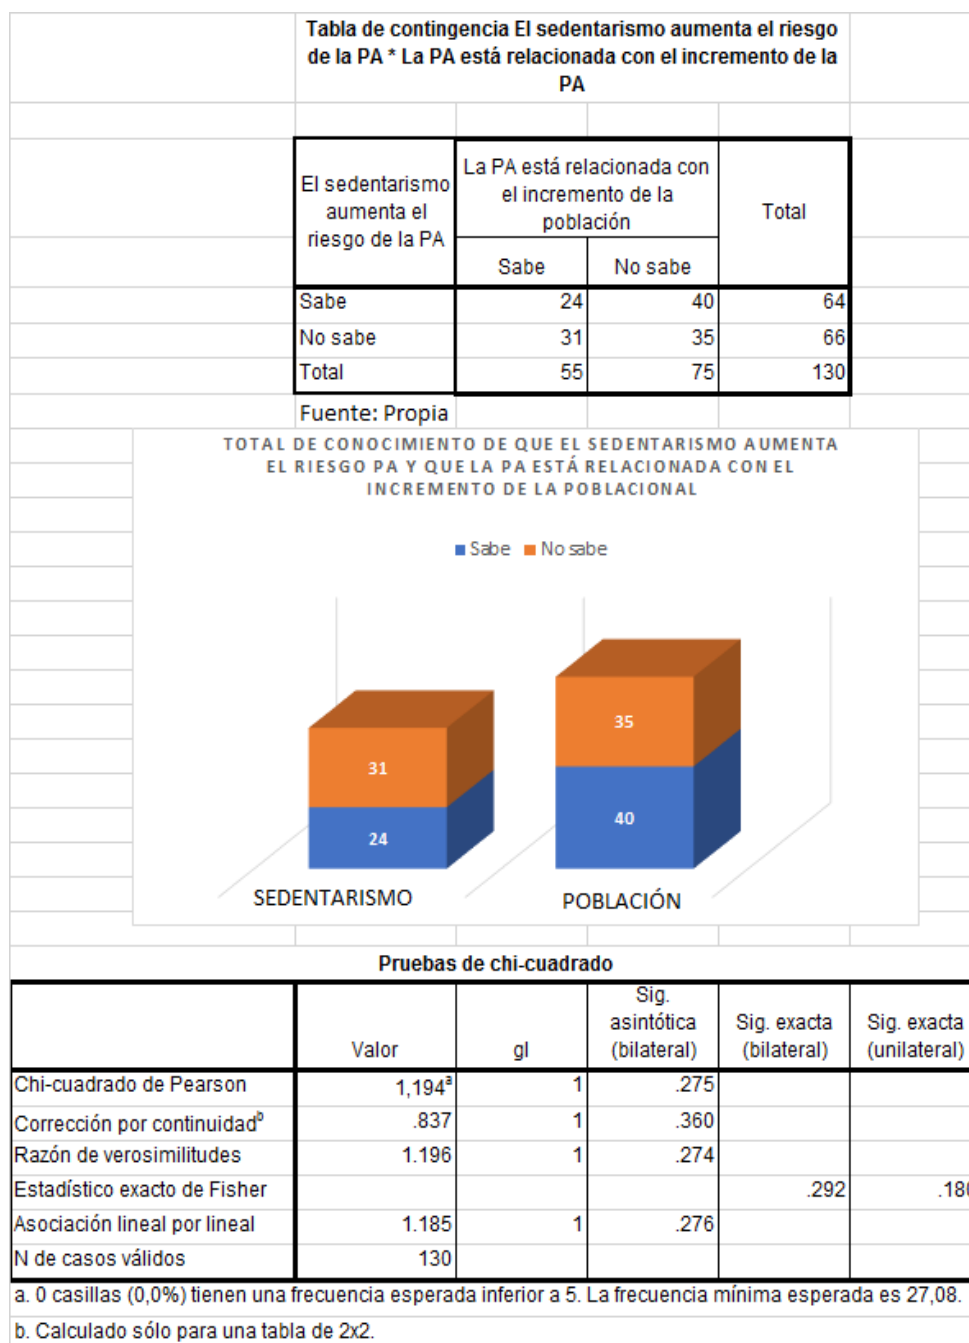 Tabla de contingencia El sedentarismo aumenta el riesgo
de la PA * La PA está relacionada con el incremento de la
PA
El sedentarismo
aumenta el
riesgo de la PA
La PA está relacionada con
el incremento de la
población
Total
Sabe No sabe
Sabe 24 40 64
No sabe 31 35 66
Total 55 75 130
Fuente: Propia
TOTAL DE CONOCIMIENTO DE QUE EL SEDENTARISMO AUMENTA
EL RIESGO PA Y QUE LA PA ESTÁ RELACIONADA CON EL
INCREMENTO DE LA POBLACIONAL
Sabe No sabe
31
24
35
40
SEDENTARISMO POBLACIÓN
Pruebas de chi-cuadrado
Valor
gl
Sig.
asintótica
(bilateral)
Sig. exacta
(bilateral)
Sig. exacta
(unilateral)
Chi-cuadrado de Pearson 1,194a 1 .275
Corrección por continuidadb .837 1 .360
Razón de verosimilitudes 1.196 1 .274
Estadístico exacto de Fisher .292
Asociación lineal por lineal 1.185 1 .276
N de casos válidos 130
a. 0 casillas (0,0%) tienen una frecuencia esperada inferior a 5. La frecuencia mínima esperada es 27,08.
b. Calculado sólo para una tabla de 2x2.